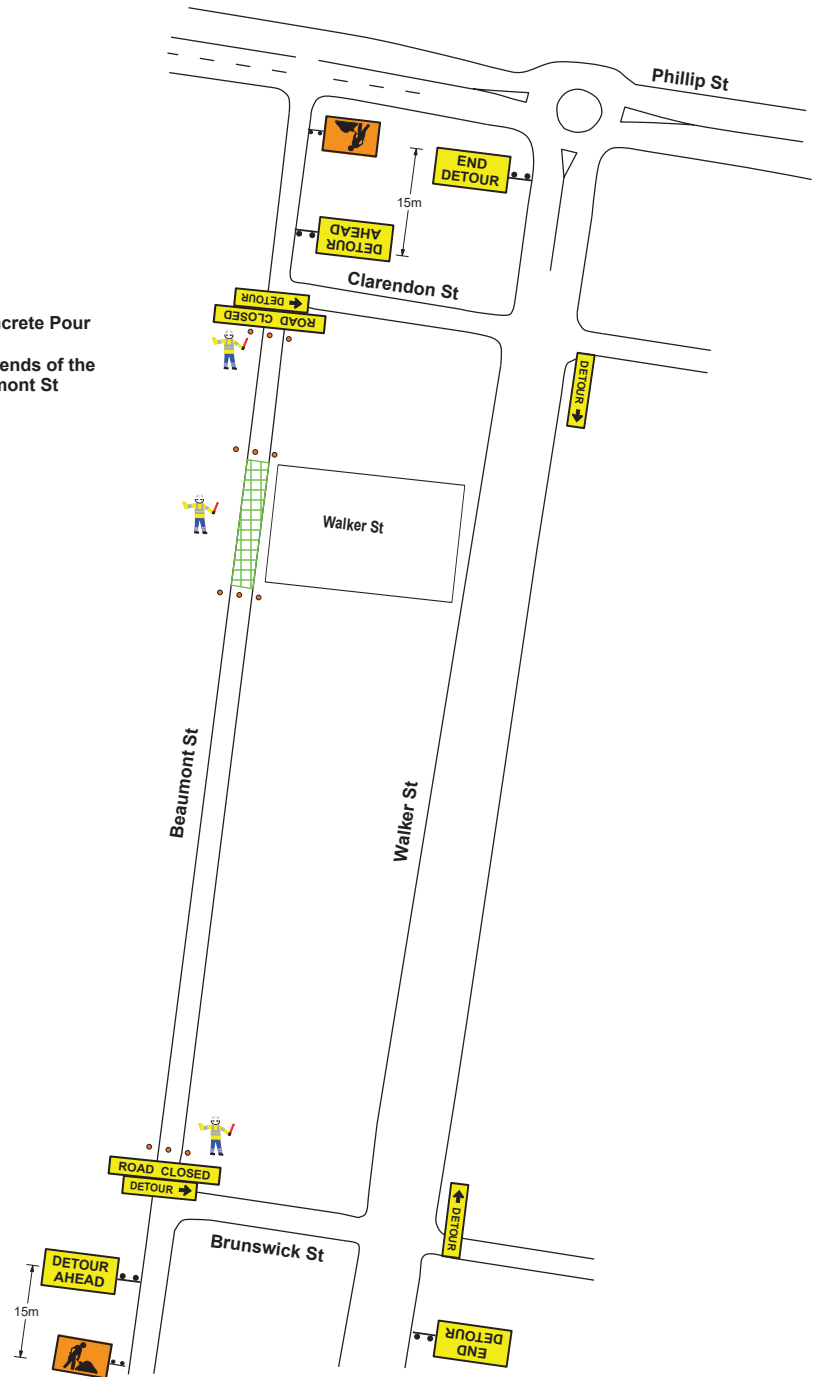 Phillip St
END
DETOUR
15m
DETOUR
AHEAD
Clarendon St
DETOUR
ROAD CLOSED
ncrete Pour
ends of the
mont St
DETOUR
Walker St
Beaumont St
Walker St
ROAD CLOSED
DETOUR
DETOUR
Brunswick St
DETOUR
AHEAD
15m
END
DETOUR